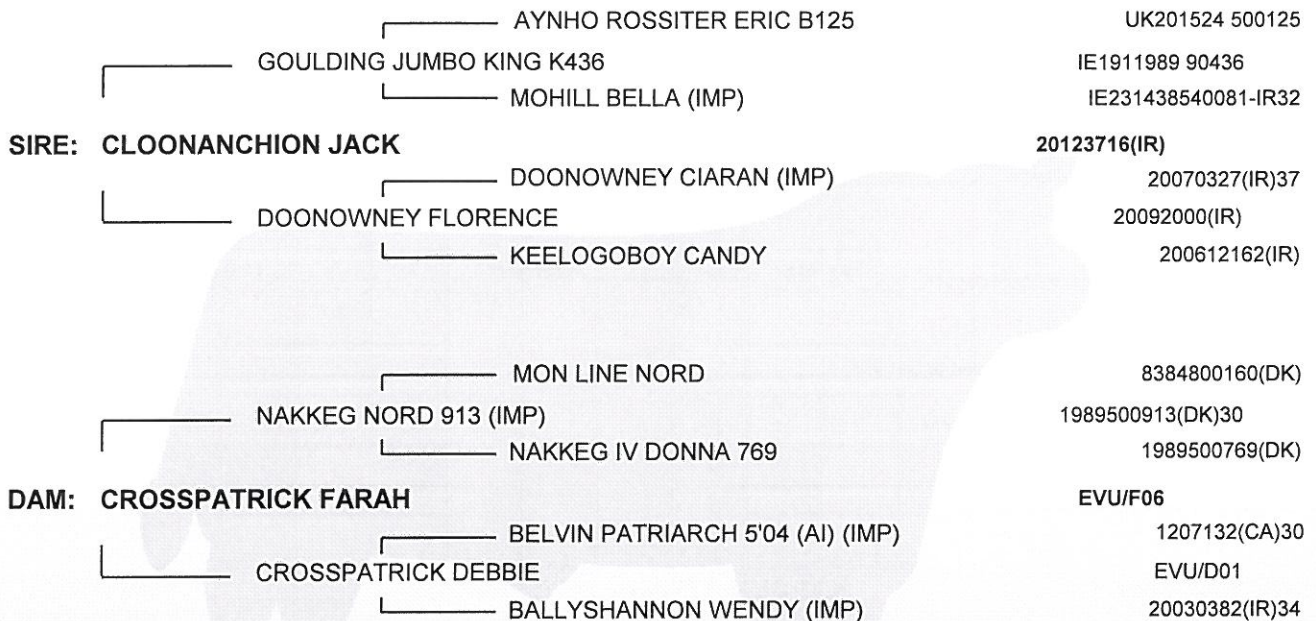 AYNHO ROSSITER ERIC B125 UK201524 500125
GOULDING JUMBO KING K436 IE1911989 90436
MOHILL BELLA (IMP) IE231438540081-IR32
SIRE: CLOONANCHION JACK 20123716(IR)
DOONOWNEY CIARAN (IMP) 20070327(IR)37
DOONOWNEY FLORENCE 20092000(IR)
KEELOGOBOY CANDY 200612162(IR)
MON LINE NORD 8384800160(DK)
NAKKEG NORD 913 (IMP) 1989500913(DK)30
NAKKEG IV DONNA 769 1989500769(DK)
DAM: CROSSPATRICK FARAH EVU/F06
BELVIN PATRIARCH 5'04 (AI) (IMP) 1207132(CA)30
CROSSPATRICK DEBBIE EVU/D01
BALLYSHANNON WENDY (IMP) 20030382(IR)34